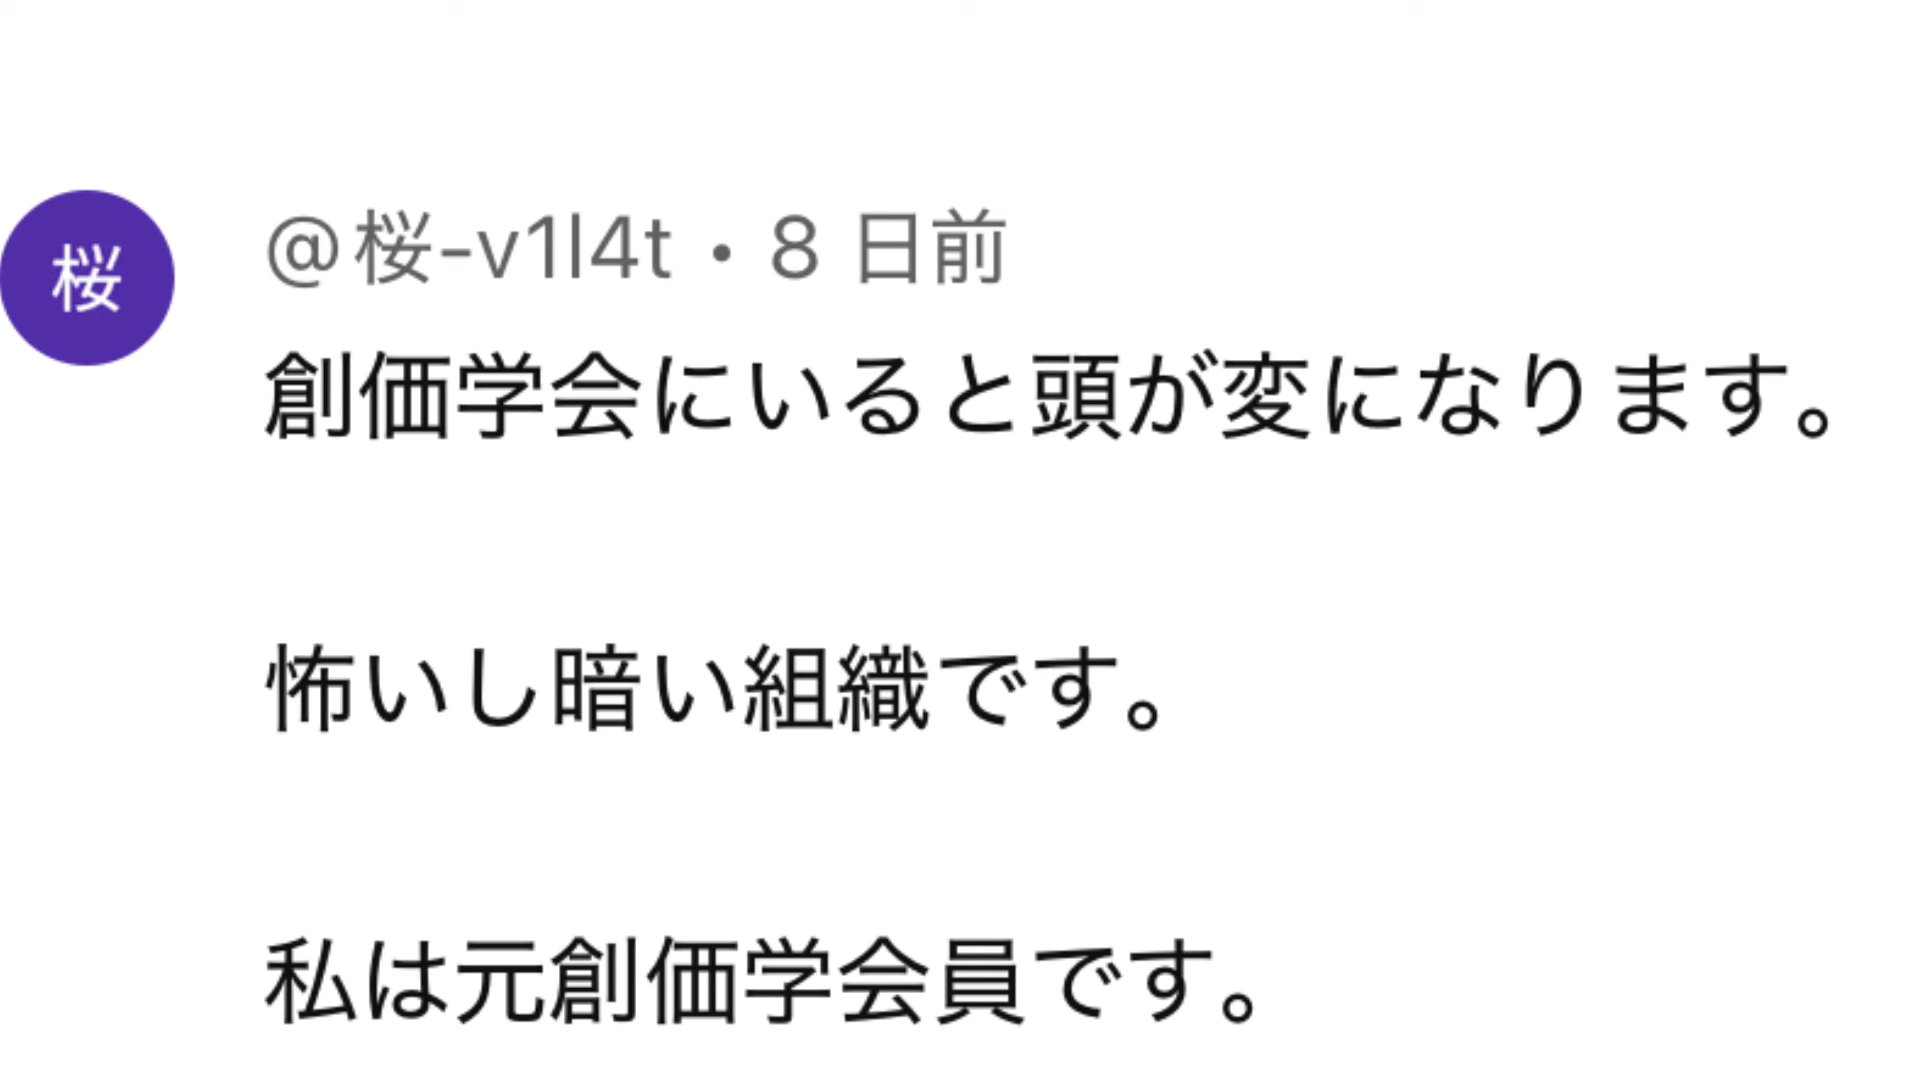 桜
@桜-v1l4t・8 日前
創価学会にいると頭が変になります。
怖いし暗い組織です。
私は元創価学会員です。